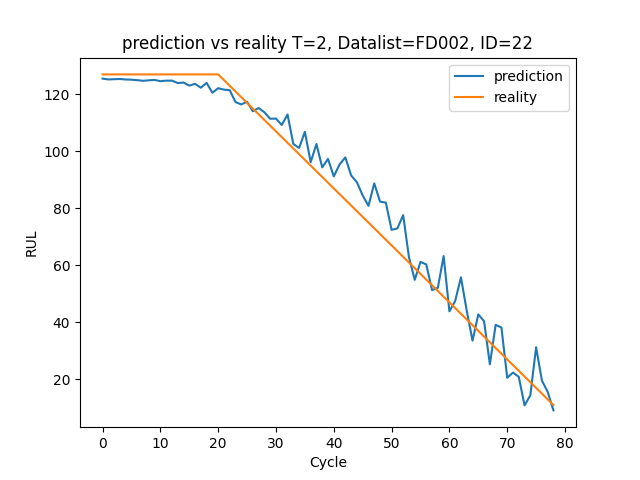 prediction vs reality T=2, Datalist=FD002, ID=22
prediction
reality
120
100
80
60
40
20
RUL
0 10 20 30 40 50 60 70 80
Cycle